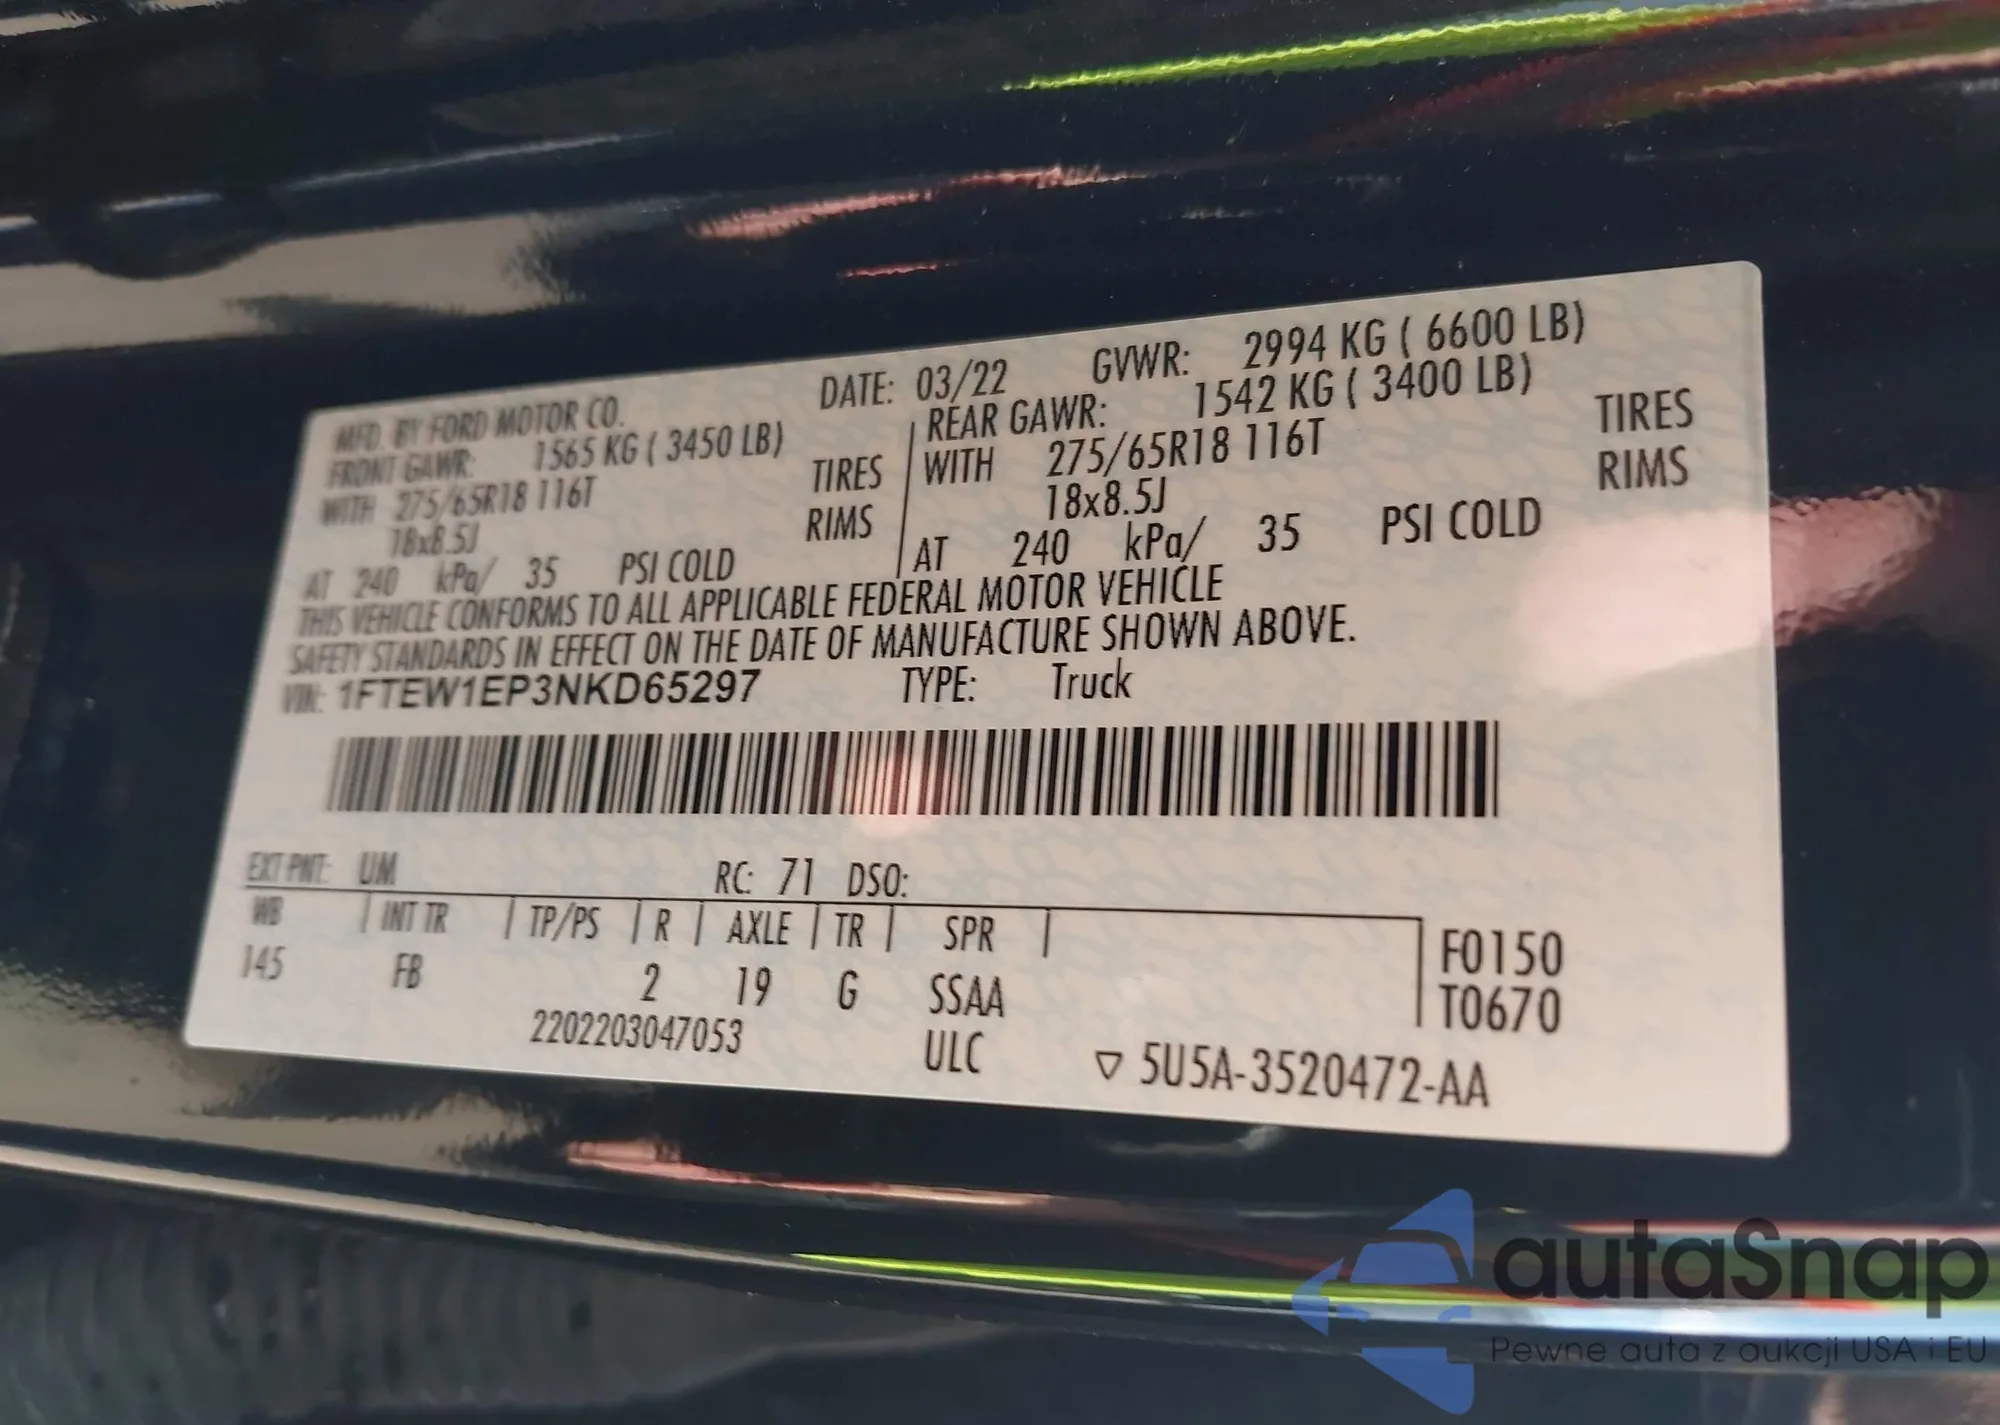 MFD. BY FORD MOTOR CO. DATE: 03/22 GVWR: 2994 KG ( 6600 LB)
FRONT GAWR: 1565 KG ( 3450 LB) REAR GAWR: 1542 KG ( 3400 LB)
WITH 275/65R18 116T TIRES WITH 275/65R18 116T TIRES
18x8.5J RIMS 18x8.5J RIMS
AT 240 kPa/ 35 PSI COLD AT 240 kPa/ 35 PSI COLD
THIS VEHICLE CONFORMS TO ALL APPLICABLE FEDERAL MOTOR VEHICLE
SAFETY STANDARDS IN EFFECT ON THE DATE OF MANUFACTURE SHOWN ABOVE.
VIN: 1FTEW1EP3NKD65297 TYPE: Truck
EXT PNT: UM RC: 71 DSO:
WB INT TR TP/PS R AXLE TR SPR F0150
145 FB 2 19 G SSAA T0670
2202203047053 ULC ▽ 5U5A-3520472-AA
autaSnap
Pewne auta z aukcji USA i EU